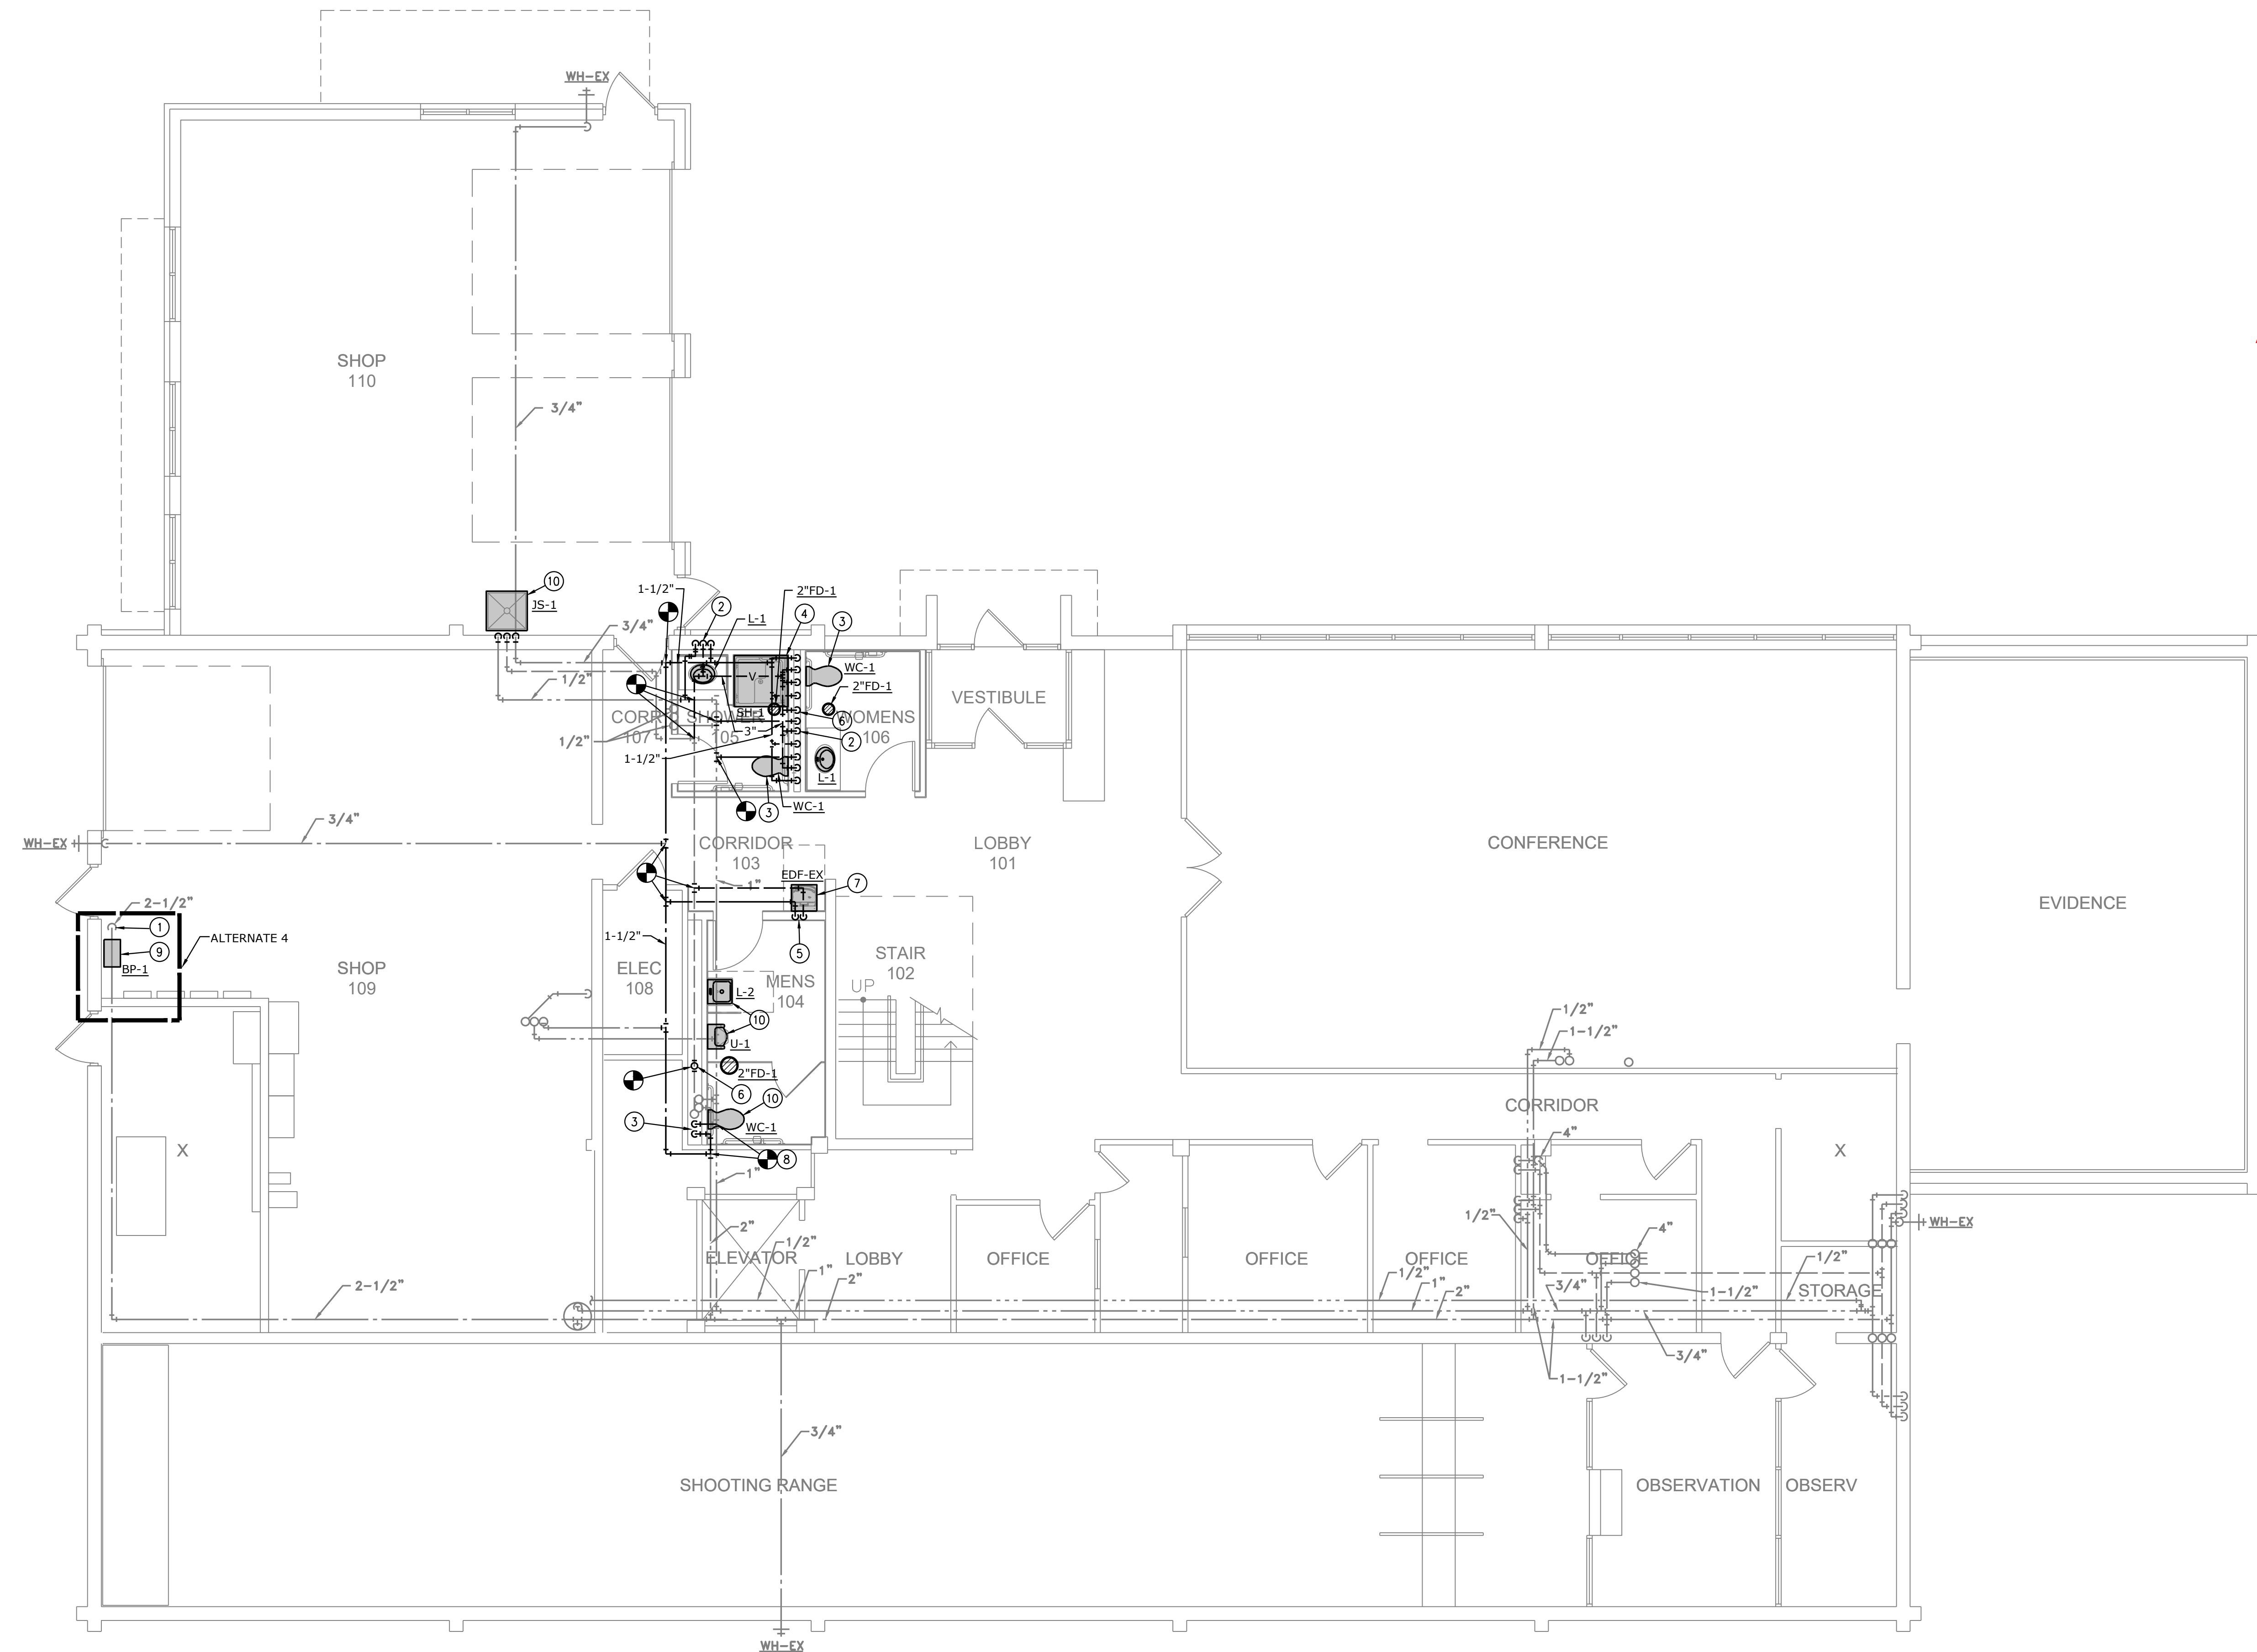 WH-EX
SHOP
110
3/4"
10
JS-1
3/4"
1/2"
1/2"
1-1/2"
2
L-1
2"FD-1
4
3
WC-1
2"FD-1
V
SH-1
CORR
107
SHOWER
105
3"
6
WOMENS
106
2
1-1/2"
L-1
3
WC-1
VESTIBULE
3/4"
WH-EX
CORRIDOR
103
LOBBY
101
CONFERENCE
EVIDENCE
1"
EDF-EX
7
5
2-1/2"
1
9
BP-1
ALTERNATE 4
SHOP
109
1-1/2"
ELEC
108
MENS
104
L-2
10
U-1
2"FD-1
6
10
3
WC-1
8
STAIR
102
UP
1/2"
1-1/2"
CORRIDOR
4"
X
X
1"
2"
ELEVATOR
1/2"
1"
2"
LOBBY
OFFICE
OFFICE
OFFICE
OFFICE
1/2"
4"
1/2"
1"
2"
3/4"
1-1/2"
STORAGE
1/2"
WH-EX
2-1/2"
3/4"
1-1/2"
3/4"
SHOOTING RANGE
OBSERVATION
OBSERV
WH-EX